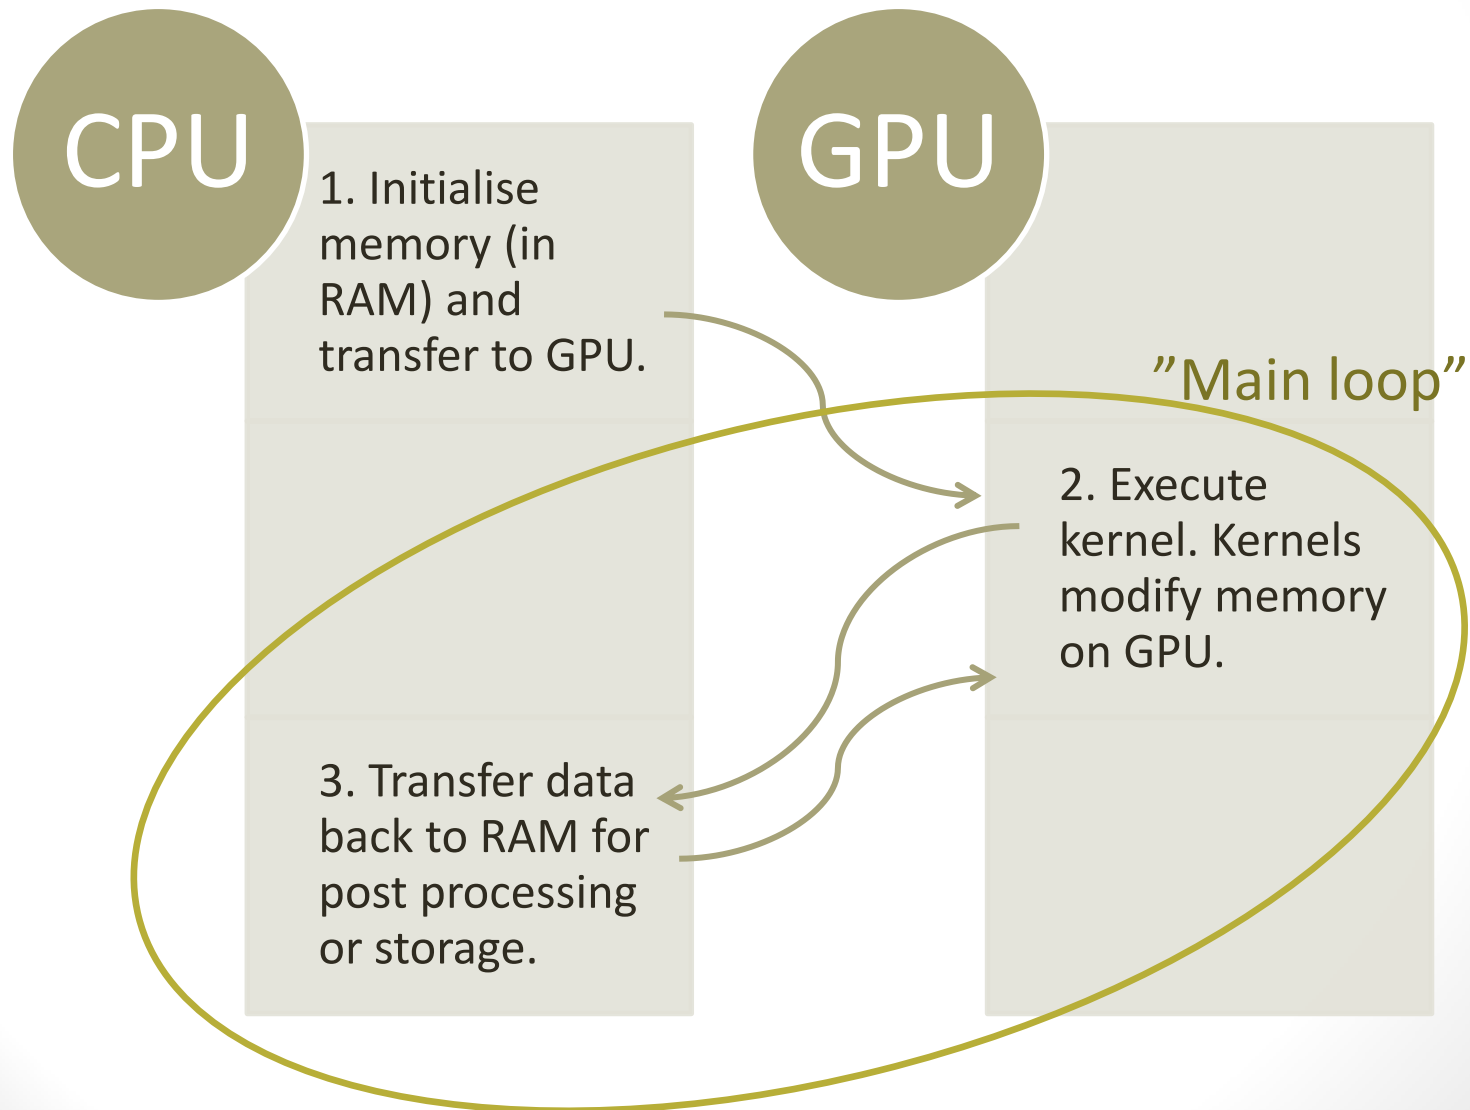 CPU
1. Initialise
memory (in
RAM) and
transfer to GPU.
GPU
”Main loop”
2. Execute
kernel. Kernels
modify memory
on GPU.
3. Transfer data
back to RAM for
post processing
or storage.